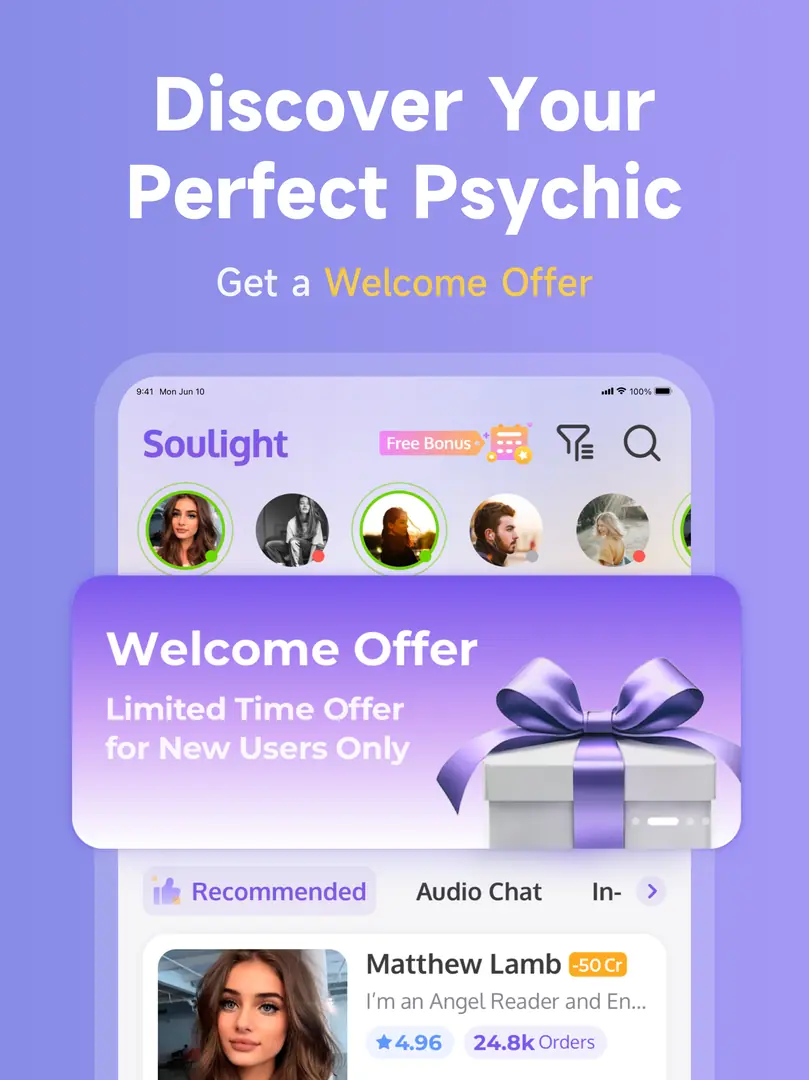 Discover Your
Perfect Psychic
Get a Welcome Offer
9:41 Mon Jun 10
100%
Soulight
Free Bonus
Welcome Offer
Limited Time Offer
for New Users Only
Recommended Audio Chat In-
Matthew Lamb -50 Cr
I'm an Angel Reader and En...
4.96 24.8k Orders